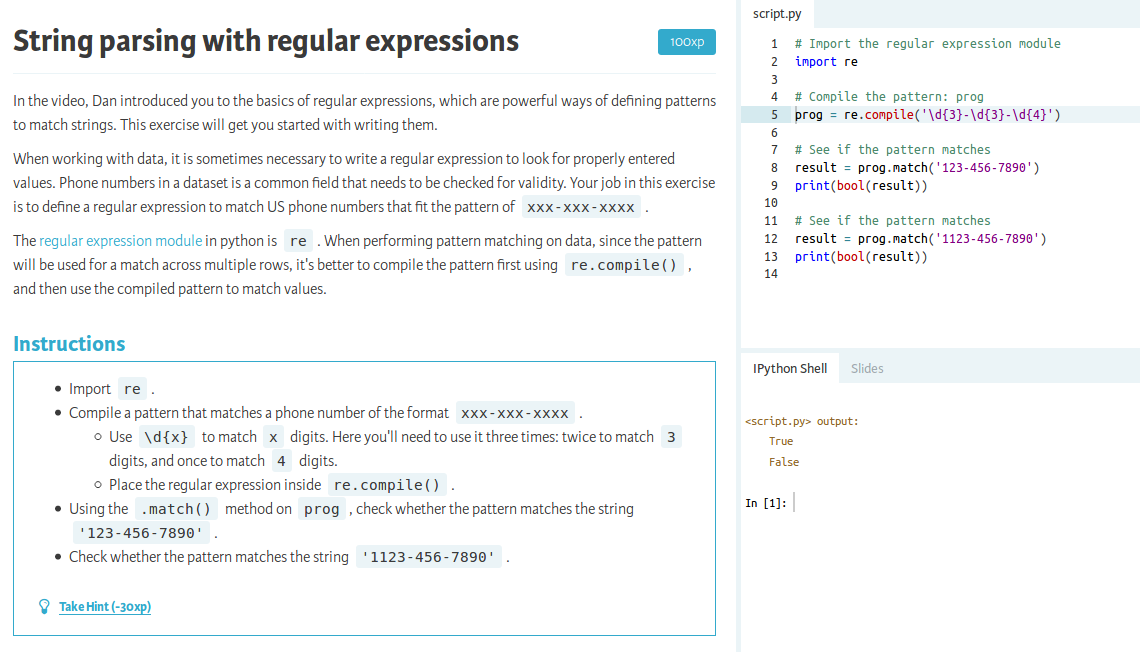 String parsing with regular expressions
100xp
In the video, Dan introduced you to the basics of regular expressions, which are powerful ways of defining patterns
to match strings. This exercise will get you started with writing them.
When working with data, it is sometimes necessary to write a regular expression to look for properly entered
values. Phone numbers in a dataset is a common field that needs to be checked for validity. Your job in this exercise
is to define a regular expression to match US phone numbers that fit the pattern of xxx-xxx-xxxx .
The regular expression module in python is re . When performing pattern matching on data, since the pattern
will be used for a match across multiple rows, it's better to compile the pattern first using re.compile() ,
and then use the compiled pattern to match values.
Instructions
• Import re .
• Compile a pattern that matches a phone number of the format xxx-xxx-xxxx .
○ Use \d{x} to match x digits. Here you'll need to use it three times: twice to match 3
digits, and once to match 4 digits.
○ Place the regular expression inside re.compile() .
• Using the .match() method on prog , check whether the pattern matches the string
'123-456-7890' .
• Check whether the pattern matches the string '1123-456-7890' .
Take Hint (-30xp)
script.py
1 # Import the regular expression module
2 import re
3
4 # Compile the pattern: prog
5 prog = re.compile('\d{3}-\d{3}-\d{4}')
6
7 # See if the pattern matches
8 result = prog.match('123-456-7890')
9 print(bool(result))
10
11 # See if the pattern matches
12 result = prog.match('1123-456-7890')
13 print(bool(result))
14
IPython Shell Slides
<script.py> output:
True
False
In [1]: